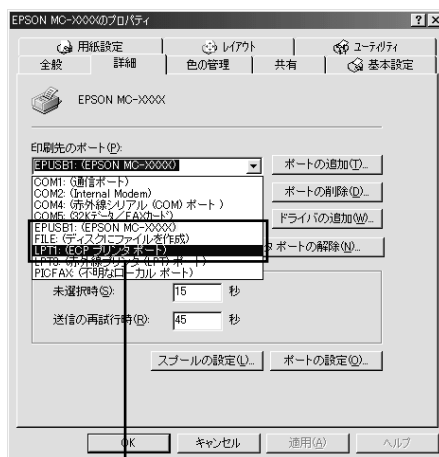 EPSON MC-XXXXのプロパティ
用紙設定 レイアウト ユーティリティ
全般 詳細 色の管理 共有 基本設定
EPSON MC-XXXX
印刷先のポート(P):
EPUSB1: (EPSON MC-XXXX)
ポートの追加(T)...
COM1: (通信ポート)
COM2: (Internal Modem)
COM4: (赤外線シリアル (COM) ポート )
COM5: (32Kデータ/FAXカード)
EPUSB1: (EPSON MC-XXXX)
FILE: (ディスクにファイルを作成)
LPT1: (ECP プリンタ ポート)
LPT3: (赤外線プリンタ (LPT) ポート )
PICFAX: (不明なローカル ポート)
ポートの削除(D)...
ドライバの追加(W)...
タ ポートの解除(N)...
未選択時(S): 15 秒
送信の再試行時(R): 45 秒
スプールの設定(L)... ポートの設定(O)...
OK キャンセル 適用(A) ヘルプ